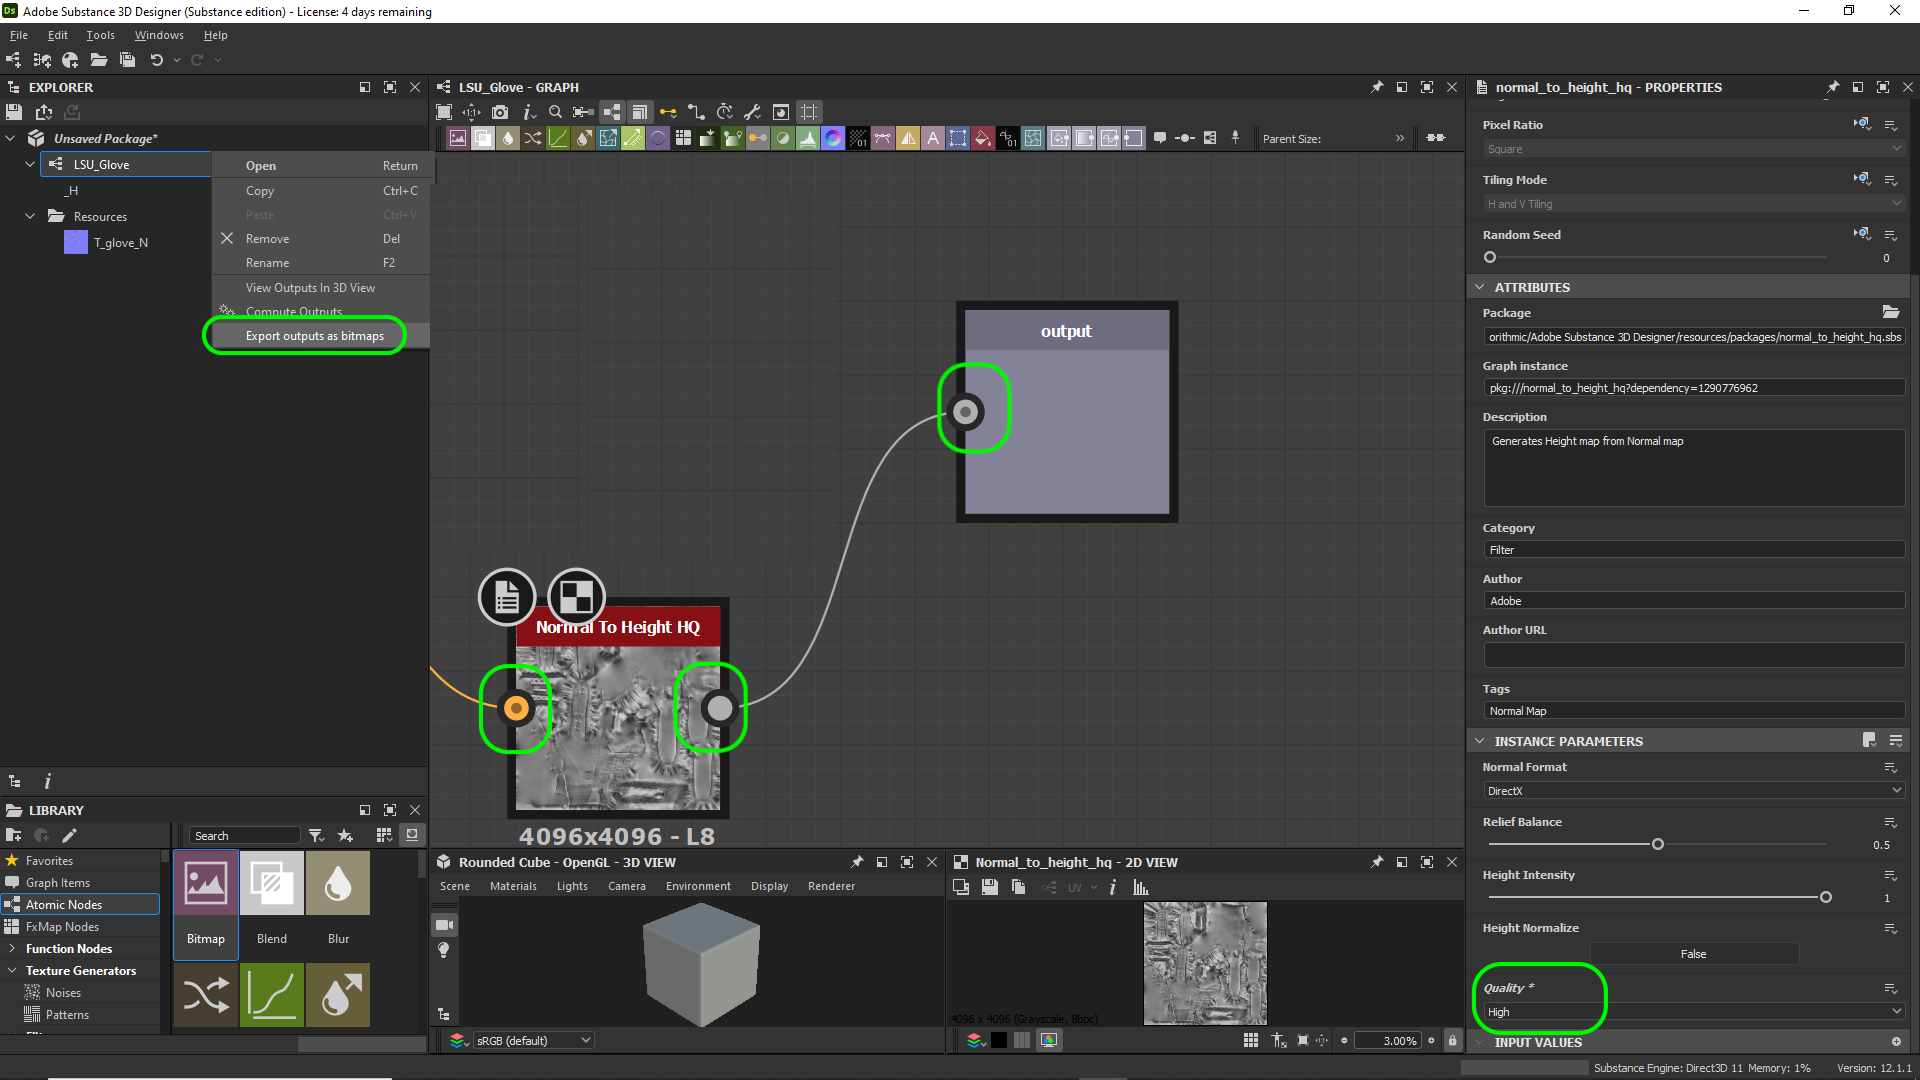 Adobe Substance 3D Designer (Substance edition) - License: 4 days remaining
File Edit Tools Windows Help
EXPLORER
Unsaved Package*
LSU_Glove
_H
Resources
T_glove_N
Open Return
Copy Ctrl+C
Paste Ctrl+V
Remove Del
Rename F2
View Outputs In 3D View
Compute Outputs
Export outputs as bitmaps
LSU_Glove - GRAPH
Parent Size:
output
Normal To Height HQ
4096x4096 - L8
LIBRARY
Search
Favorites
Graph Items
Atomic Nodes
FxMap Nodes
Function Nodes
Texture Generators
Noises
Patterns
Bitmap Blend Blur
Rounded Cube - OpenGL - 3D VIEW
Scene Materials Lights Camera Environment Display Renderer
sRGB (default)
Normal_to_height_hq - 2D VIEW
UV
4096 x 4096 (Grayscale, 8bpc)
3.00%
normal_to_height_hq - PROPERTIES
Pixel Ratio
Square
Tiling Mode
H and V Tiling
Random Seed
0
ATTRIBUTES
Package
orithmic/Adobe Substance 3D Designer/resources/packages/normal_to_height_hq.sbs
Graph instance
pkg:///normal_to_height_hq?dependency=1290776962
Description
Generates Height map from Normal map
Category
Filter
Author
Adobe
Author URL
Tags
Normal Map
INSTANCE PARAMETERS
Normal Format
DirectX
Relief Balance
0.5
Height Intensity
1
Height Normalize
False
Quality *
High
INPUT VALUES
Substance Engine: Direct3D 11 Memory: 1% Version: 12.1.1